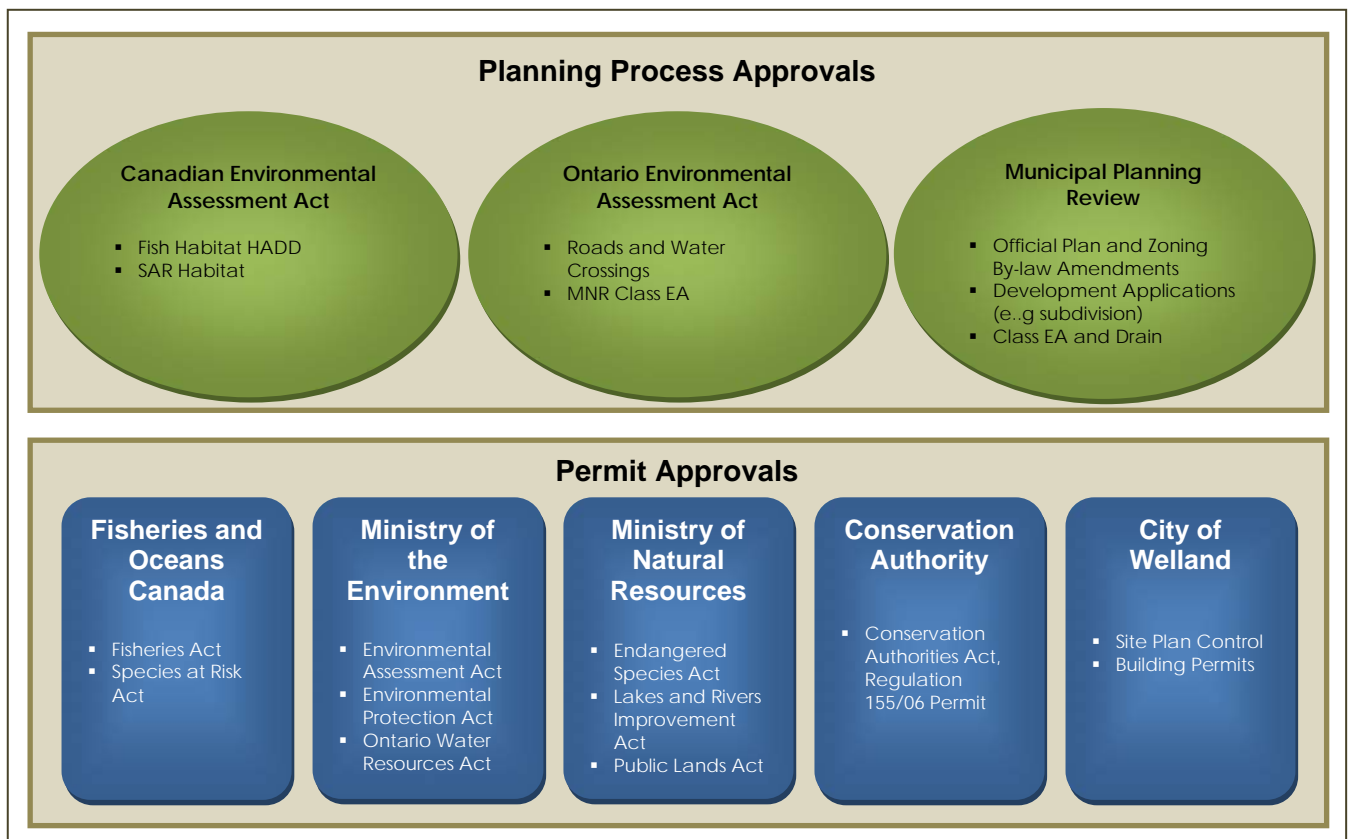 Planning Process Approvals
Canadian Environmental
Assessment Act
▪ Fish Habitat HADD
▪ SAR Habitat
Ontario Environmental
Assessment Act
▪ Roads and Water
Crossings
▪ MNR Class EA
Municipal Planning
Review
▪ Official Plan and Zoning
By-law Amendments
▪ Development Applications
(e..g subdivision)
▪ Class EA and Drain
Permit Approvals
Fisheries and
Oceans
Canada
▪ Fisheries Act
▪ Species at Risk
Act
Ministry of
the
Environment
▪ Environmental
Assessment Act
▪ Environmental
Protection Act
▪ Ontario Water
Resources Act
Ministry of
Natural
Resources
▪ Endangered
Species Act
▪ Lakes and Rivers
Improvement
Act
▪ Public Lands Act
Conservation
Authority
▪ Conservation
Authorities Act,
Regulation
155/06 Permit
City of
Welland
▪ Site Plan Control
▪ Building Permits